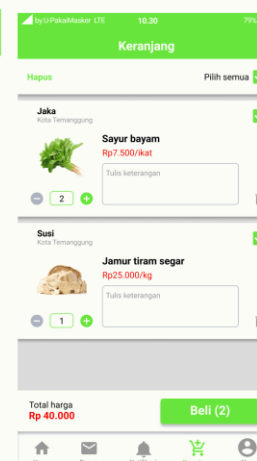 by.U-PakaiMasker LTE 10.30 79%
Keranjang
Hapus Pilih semua
Jaka
Kota Temanggung
Sayur bayam
Rp7.500/ikat
Tulis keterangan
2
Susi
Kota Temanggung
Jamur tiram segar
Rp25.000/kg
Tulis keterangan
1
Total harga
Rp 40.000
Beli (2)